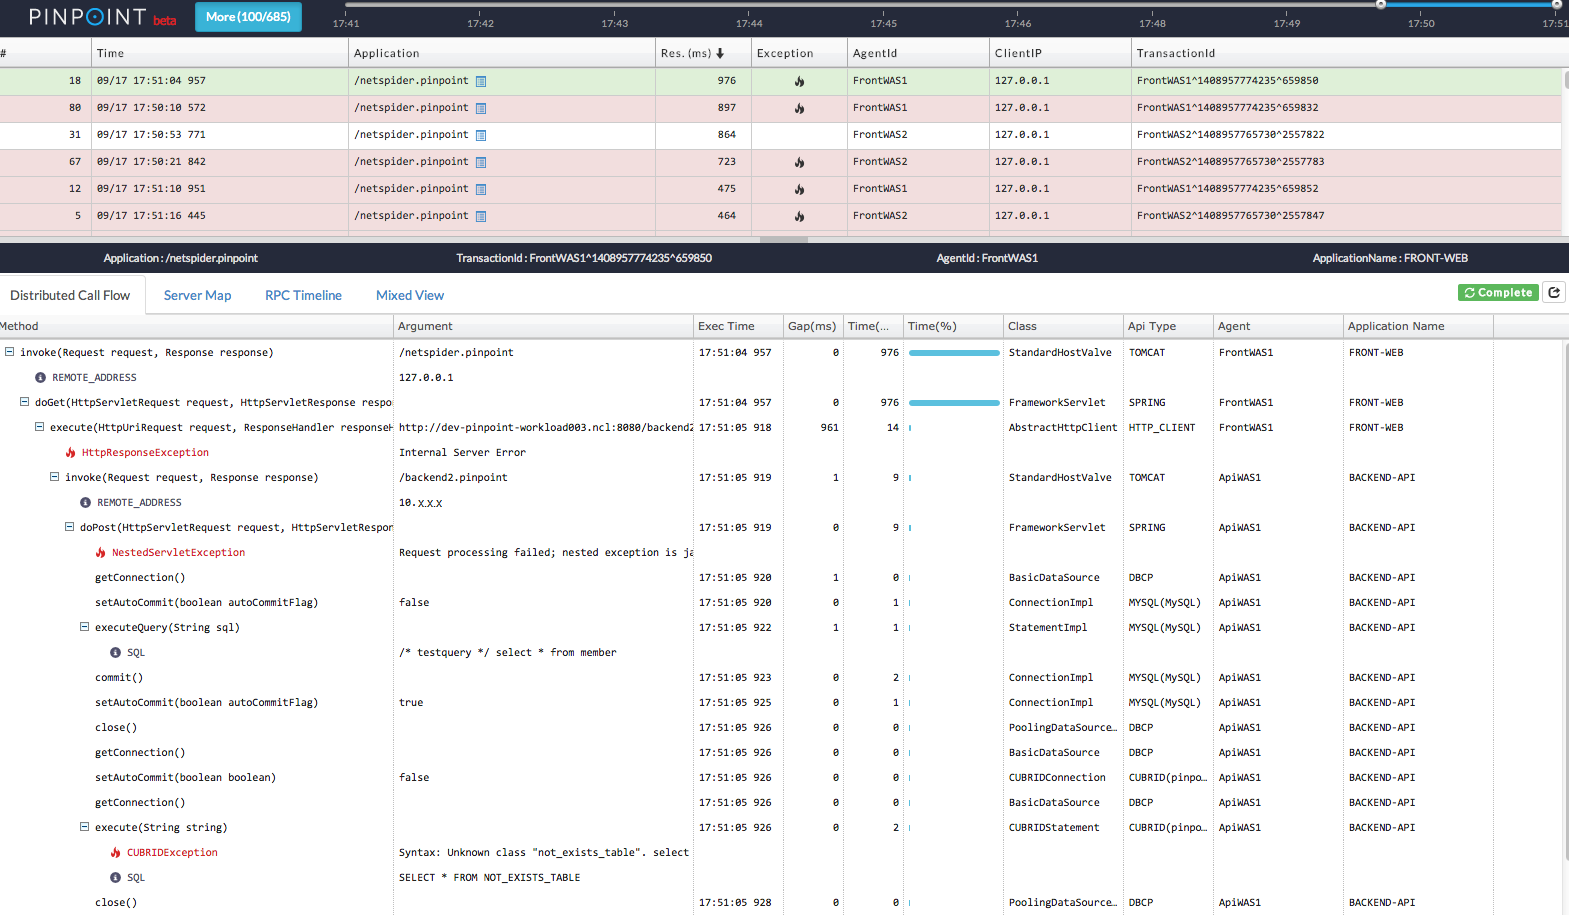 PINPOINT beta More (100/685) 17:41 17:42 17:43 17:44 17:45 17:46 17:47 17:48 17:49 17:50 17:51
# Time Application Res. (ms) Exception AgentId ClientIP TransactionId
18 09/17 17:51:04 957 /netspider.pinpoint 976 FrontWAS1 127.0.0.1 FrontWAS1^1408957774235^659850
80 09/17 17:50:10 572 /netspider.pinpoint 897 FrontWAS1 127.0.0.1 FrontWAS1^1408957774235^659832
31 09/17 17:50:53 771 /netspider.pinpoint 864 FrontWAS2 127.0.0.1 FrontWAS2^1408957765730^2557822
67 09/17 17:50:21 842 /netspider.pinpoint 723 FrontWAS2 127.0.0.1 FrontWAS2^1408957765730^2557783
12 09/17 17:51:10 951 /netspider.pinpoint 475 FrontWAS1 127.0.0.1 FrontWAS1^1408957774235^659852
5 09/17 17:51:16 445 /netspider.pinpoint 464 FrontWAS2 127.0.0.1 FrontWAS2^1408957765730^2557847
Application : /netspider.pinpoint TransactionId : FrontWAS1^1408957774235^659850 AgentId : FrontWAS1 ApplicationName : FRONT-WEB
Distributed Call Flow Server Map RPC Timeline Mixed View Complete
Method Argument Exec Time Gap(ms) Time(... Time(%) Class Api Type Agent Application Name
invoke(Request request, Response response) /netspider.pinpoint 17:51:04 957 0 976 StandardHostValve TOMCAT FrontWAS1 FRONT-WEB
REMOTE_ADDRESS 127.0.0.1
doGet(HttpServletRequest request, HttpServletResponse respo 17:51:04 957 0 976 FrameworkServlet SPRING FrontWAS1 FRONT-WEB
execute(HttpUriRequest request, ResponseHandler responseH http://dev-pinpoint-workload003.ncl:8080/backend2 17:51:05 918 961 14 AbstractHttpClient HTTP_CLIENT FrontWAS1 FRONT-WEB
HttpResponseException Internal Server Error
invoke(Request request, Response response) /backend2.pinpoint 17:51:05 919 1 9 StandardHostValve TOMCAT ApiWAS1 BACKEND-API
REMOTE_ADDRESS 10.X.X.X
doPost(HttpServletRequest request, HttpServletRespon 17:51:05 919 0 9 FrameworkServlet SPRING ApiWAS1 BACKEND-API
NestedServletException Request processing failed; nested exception is ja
getConnection() 17:51:05 920 1 0 BasicDataSource DBCP ApiWAS1 BACKEND-API
setAutoCommit(boolean autoCommitFlag) false 17:51:05 920 0 1 ConnectionImpl MYSQL(MySQL) ApiWAS1 BACKEND-API
executeQuery(String sql) 17:51:05 922 1 1 StatementImpl MYSQL(MySQL) ApiWAS1 BACKEND-API
SQL /* testquery */ select * from member
commit() 17:51:05 923 0 2 ConnectionImpl MYSQL(MySQL) ApiWAS1 BACKEND-API
setAutoCommit(boolean autoCommitFlag) true 17:51:05 925 0 1 ConnectionImpl MYSQL(MySQL) ApiWAS1 BACKEND-API
close() 17:51:05 926 0 0 PoolingDataSource... DBCP ApiWAS1 BACKEND-API
getConnection() 17:51:05 926 0 0 BasicDataSource DBCP ApiWAS1 BACKEND-API
setAutoCommit(boolean boolean) false 17:51:05 926 0 0 CUBRIDConnection CUBRID(pinpo... ApiWAS1 BACKEND-API
getConnection() 17:51:05 926 0 0 BasicDataSource DBCP ApiWAS1 BACKEND-API
execute(String string) 17:51:05 926 0 2 CUBRIDStatement CUBRID(pinpo... ApiWAS1 BACKEND-API
CUBRIDException Syntax: Unknown class "not_exists_table". select
SQL SELECT * FROM NOT_EXISTS_TABLE
close() 17:51:05 928 0 0 PoolingDataSource... DBCP ApiWAS1 BACKEND-API